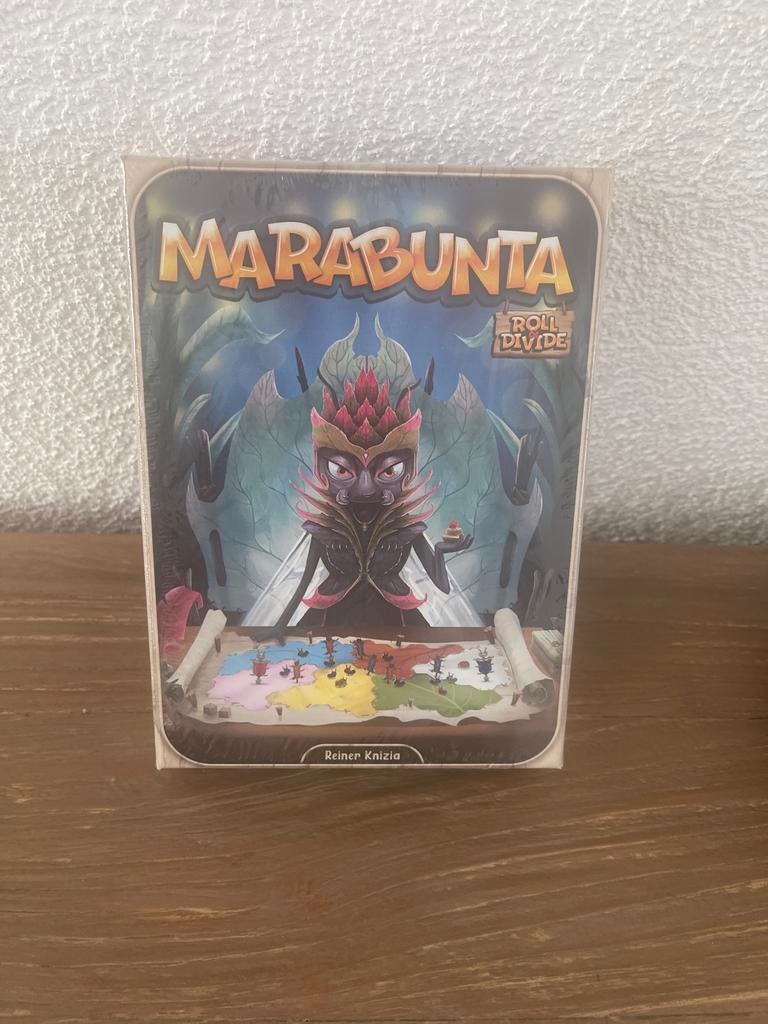 MARABUNTA
ROLL
&
DIVIDE
Reiner Knizia